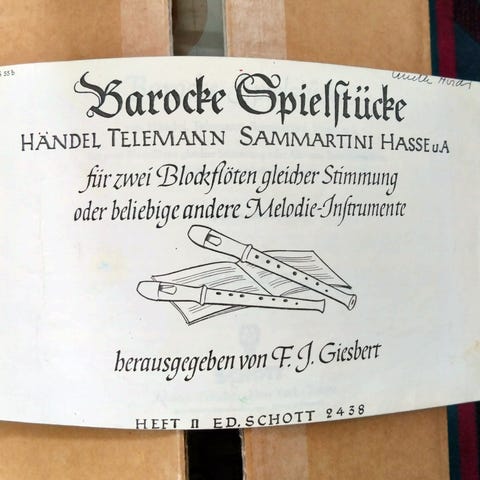 Barocke Spielstücke
HÄNDEL TELEMANN SAMMARTINI HASSE U.A
für zwei Blockflöten gleicher Stimmung
oder beliebige andere Melodie-Instrumente
herausgegeben von F. J. Giesbert
HEFT II ED. SCHOTT 2438